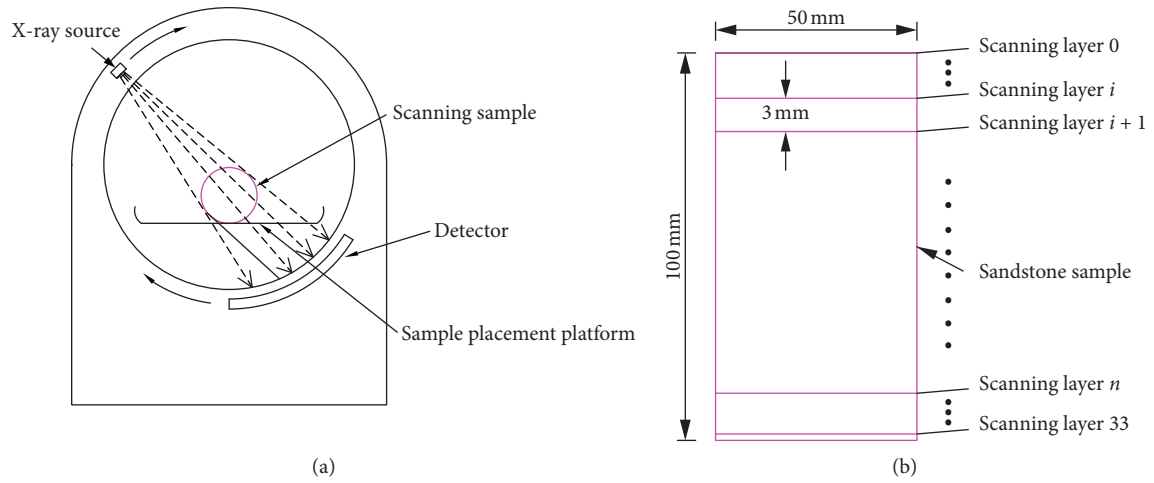 X-ray source
Scanning sample
Detector
Sample placement platform
(a)
50 mm
100 mm
3 mm
Scanning layer 0
Scanning layer i
Scanning layer i + 1
Sandstone sample
Scanning layer n
Scanning layer 33
(b)